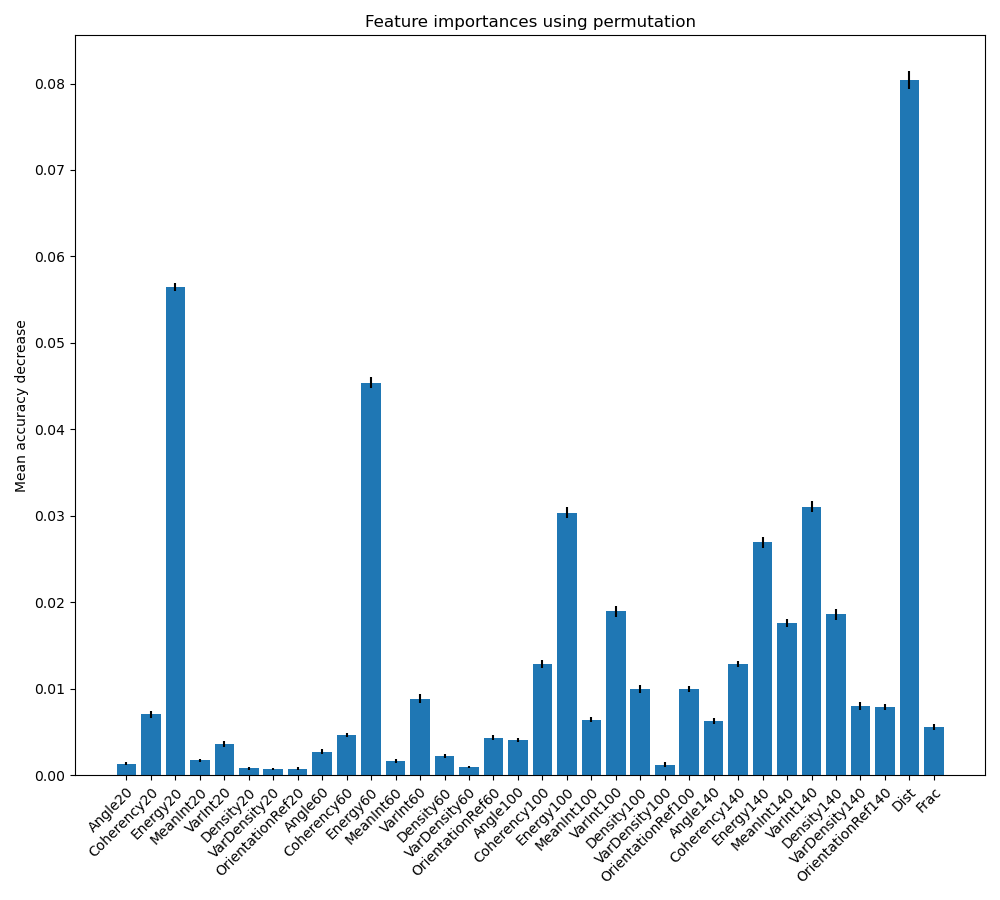 Feature importances using permutation
Mean accuracy decrease
0.08
0.07
0.06
0.05
0.04
0.03
0.02
0.01
0.00
Angle20
Coherency20
Energy20
MeanInt20
VarInt20
Density20
VarDensity20
OrientationRef20
Angle60
Coherency60
Energy60
MeanInt60
VarInt60
Density60
VarDensity60
OrientationRef60
Angle100
Coherency100
Energy100
MeanInt100
VarInt100
Density100
VarDensity100
OrientationRef100
Angle140
Coherency140
Energy140
MeanInt140
VarInt140
Density140
VarDensity140
OrientationRef140
Dist
Frac